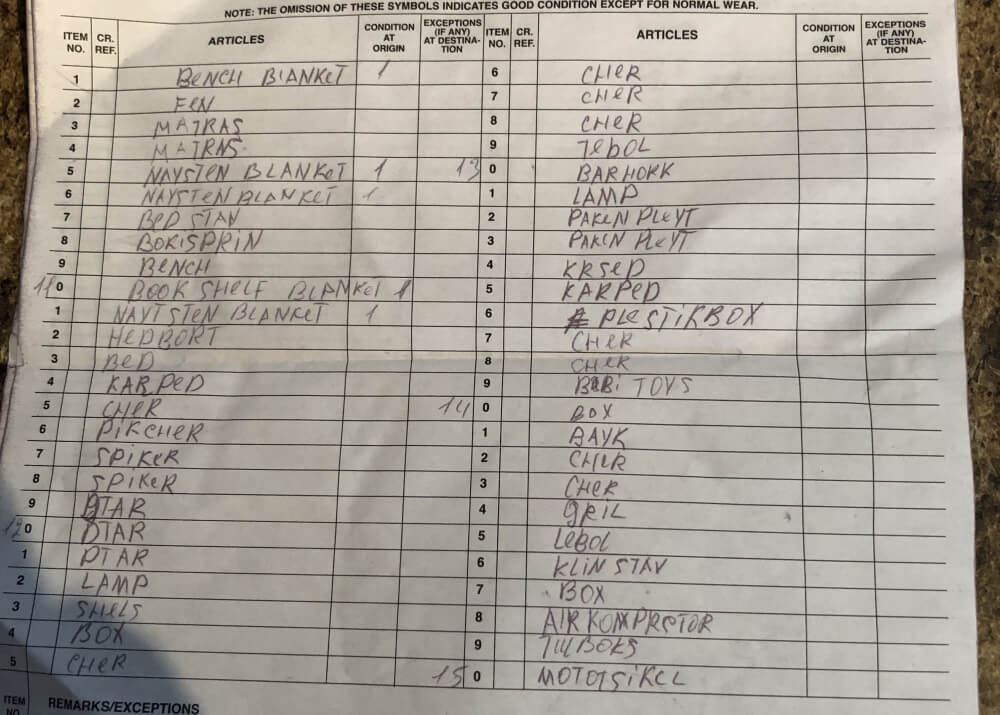 NOTE: THE OMISSION OF THESE SYMBOLS INDICATES GOOD CONDITION EXCEPT FOR NORMAL WEAR.
ITEM NO. CR. REF. ARTICLES CONDITION AT ORIGIN EXCEPTIONS (IF ANY) AT DESTINATION ITEM NO. CR. REF. ARTICLES CONDITION AT ORIGIN EXCEPTIONS (IF ANY) AT DESTINATION
1 BENCH BLANKET 1
2 FEN
3 MATRAS
4 MATRAS
5 NAYSTEN BLANKET 1
6 NAYSTEN BLANKET 1
7 BED STAV
8 BOKISPRIN
9 BENCH
110 BOOK SHELF BLANKET 1
1 NAYTSTEN BLANKET 1
2 HEDBORT
3 BED
4 KARPED
5 CHER
6 PIKCHER
7 SPIKER
8 SPIKER
9 DTAR
120 DTAR
1 DTAR
2 LAMP
3 SHELS
4 BOX
5 CHER
6 CHER
7 CHER
8 CHER
9 TEBOL
130 BARHOKK
1 LAMP
2 PAKEN PLEYT
3 PAKEN PLEYT
4 KRSED
5 KARPED
6 PLESTIKBOX
7 CHER
8 CHER
9 BEBI TOYS
140 BOX
1 BAYK
2 CHER
3 CHER
4 GRIL
5 LEBOL
6 KLIN STAV
7 BOX
8 AIR KOMPRECTOR
9 TULBOKS
150 MOTOTSIKEL
ITEM NO. REMARKS/EXCEPTIONS